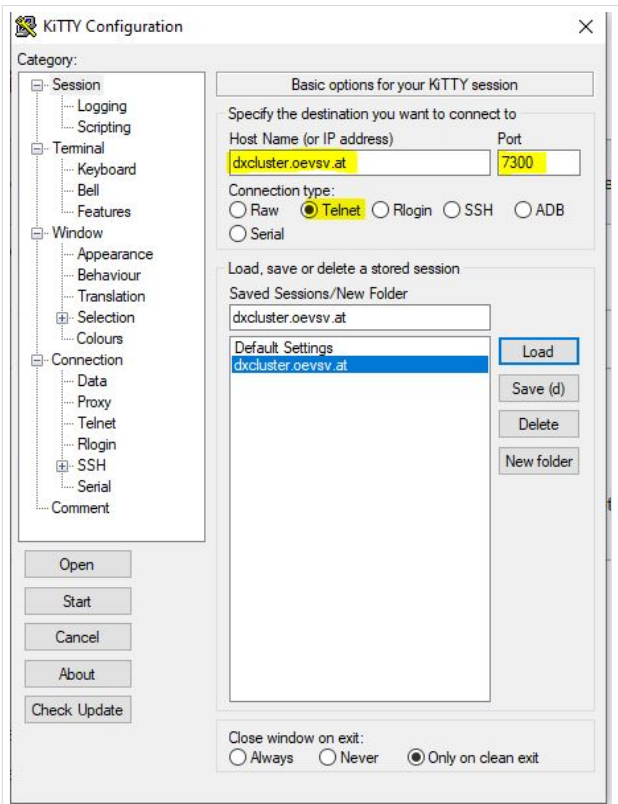 KiTTY Configuration
Category:
Session
Logging
Scripting
Terminal
Keyboard
Bell
Features
Window
Appearance
Behaviour
Translation
Selection
Colours
Connection
Data
Proxy
Telnet
Rlogin
SSH
Serial
Comment
Open
Start
Cancel
About
Check Update
Basic options for your KiTTY session
Specify the destination you want to connect to
Host Name (or IP address) Port
dxcluster.oevsv.at 7300
Connection type:
Raw Telnet Rlogin SSH ADB
Serial
Load, save or delete a stored session
Saved Sessions/New Folder
dxcluster.oevsv.at
Default Settings
dxcluster.oevsv.at
Load
Save (d)
Delete
New folder
Close window on exit:
Always Never Only on clean exit